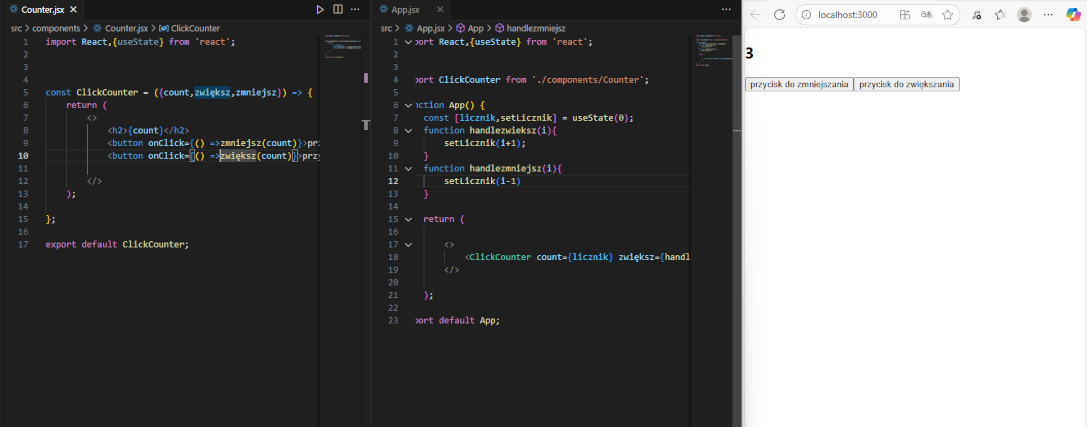 Counter.jsx
src > components > Counter.jsx > ClickCounter
1 import React,{useState} from 'react';
2
3
4
5 const ClickCounter = ({count,zwiększ,zmniejsz}) => {
6 return (
7 <>
8 <h2>{count}</h2>
9 <button onClick={() =>zmniejsz(count)}>prz
10 <button onClick={() =>zwiększ(count)}>przy
11
12 </>
13 );
14
15 };
16
17 export default ClickCounter;
App.jsx
src > App.jsx > App > handlezmniejsz
1 port React,{useState} from 'react';
2
3
4 port ClickCounter from './components/Counter';
5
6 nction App() {
7 const [licznik,setLicznik] = useState(0);
8 function handlezwieksz(i){
9 setLicznik(i+1);
10 }
11 function handlezmniejsz(i){
12 setLicznik(i-1)
13 }
14
15 return (
16
17 <>
18 <ClickCounter count={licznik} zwiększ={handl
19 </>
20
21 );
22
23 port default App;
localhost:3000
3
przycisk do zmniejszania
przycisk do zwiększania